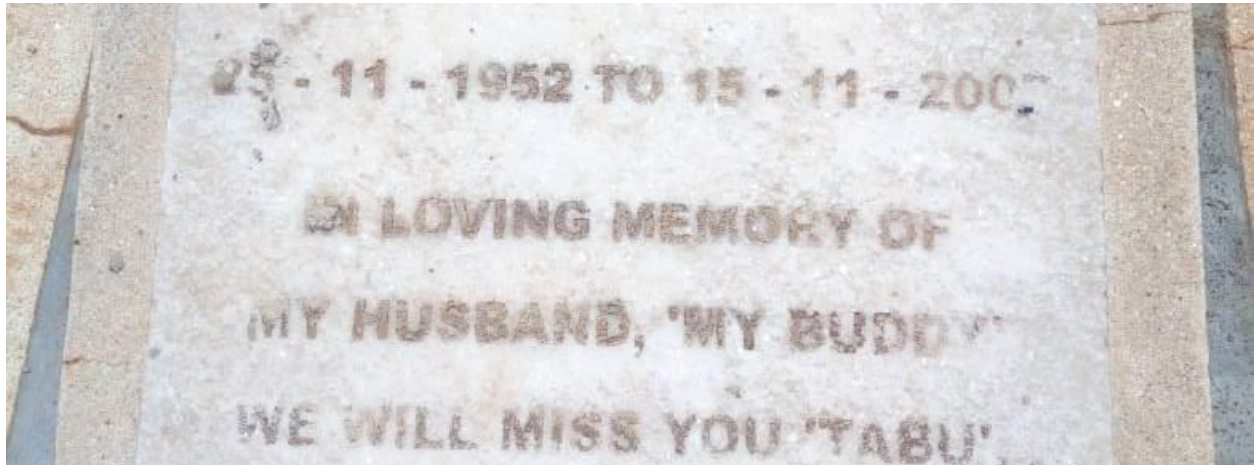 - 11 - 1952 TO 15 - 11 -
IN LOVING MEMORY OF
MY HUSBAND, 'MY BUDDY'
WE WILL MISS YOU 'TABU'